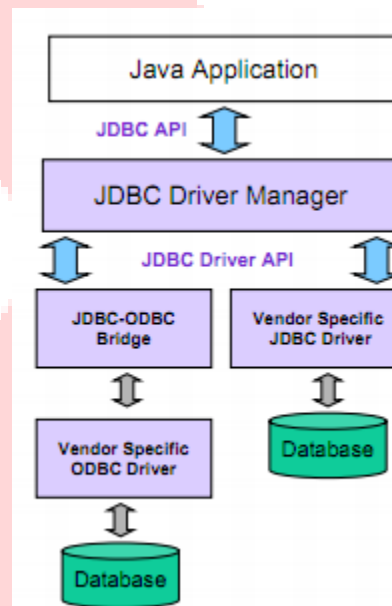 Java Application
JDBC API
JDBC Driver Manager
JDBC Driver API
JDBC-ODBC
Bridge
Vendor Specific
JDBC Driver
Vendor Specific
ODBC Driver
Database
Database